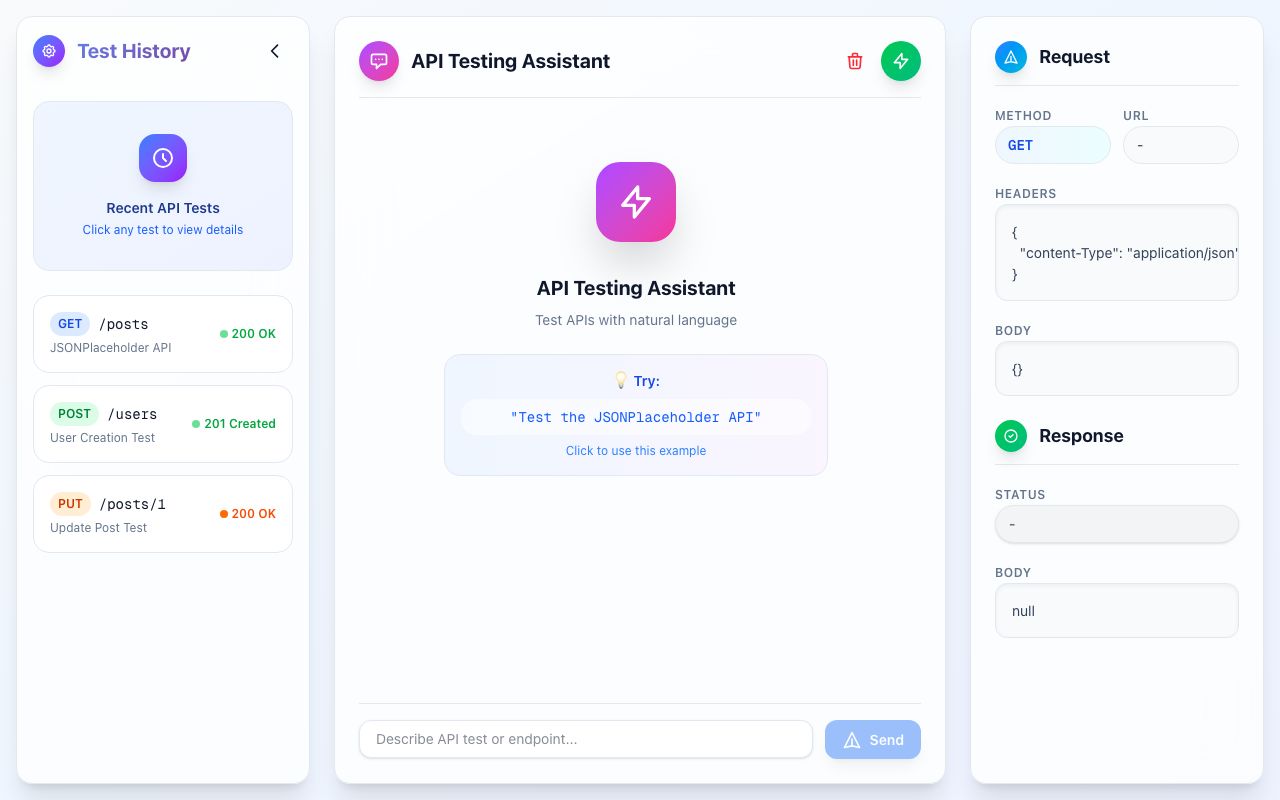 Test History
Recent API Tests
Click any test to view details
GET /posts
JSONPlaceholder API
200 OK
POST /users
User Creation Test
201 Created
PUT /posts/1
Update Post Test
200 OK
API Testing Assistant
API Testing Assistant
Test APIs with natural language
💡 Try:
"Test the JSONPlaceholder API"
Click to use this example
Describe API test or endpoint...
Send
Request
METHOD
GET
URL
-
HEADERS
{
"content-Type": "application/json"
}
BODY
{}
Response
STATUS
-
BODY
null